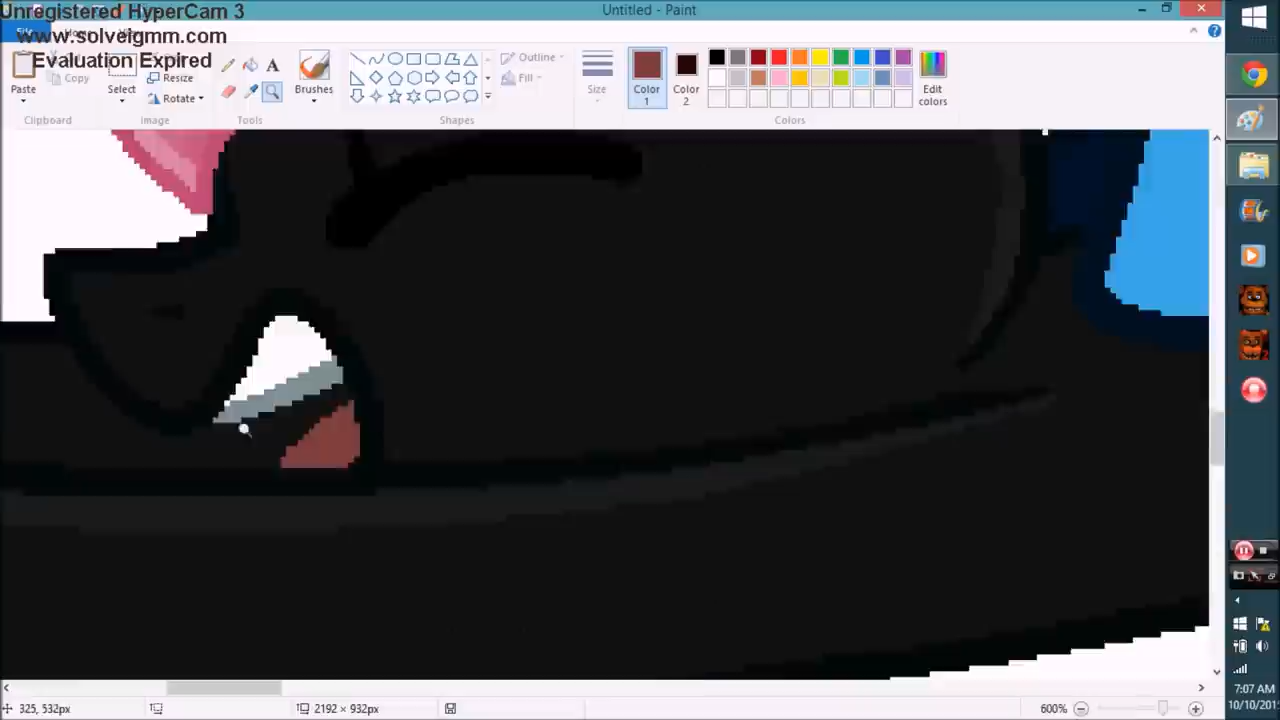 Unregistered HyperCam 3
www.solveigmm.com
Evaluation Expired
Untitled - Paint
Paste
Copy
Select
Resize
Rotate
Brushes
Outline
Fill
Size
Color
1
Color
2
Edit
colors
Clipboard
Image
Tools
Shapes
Colors
325, 532px
2192 × 932px
600%
7:07 AM